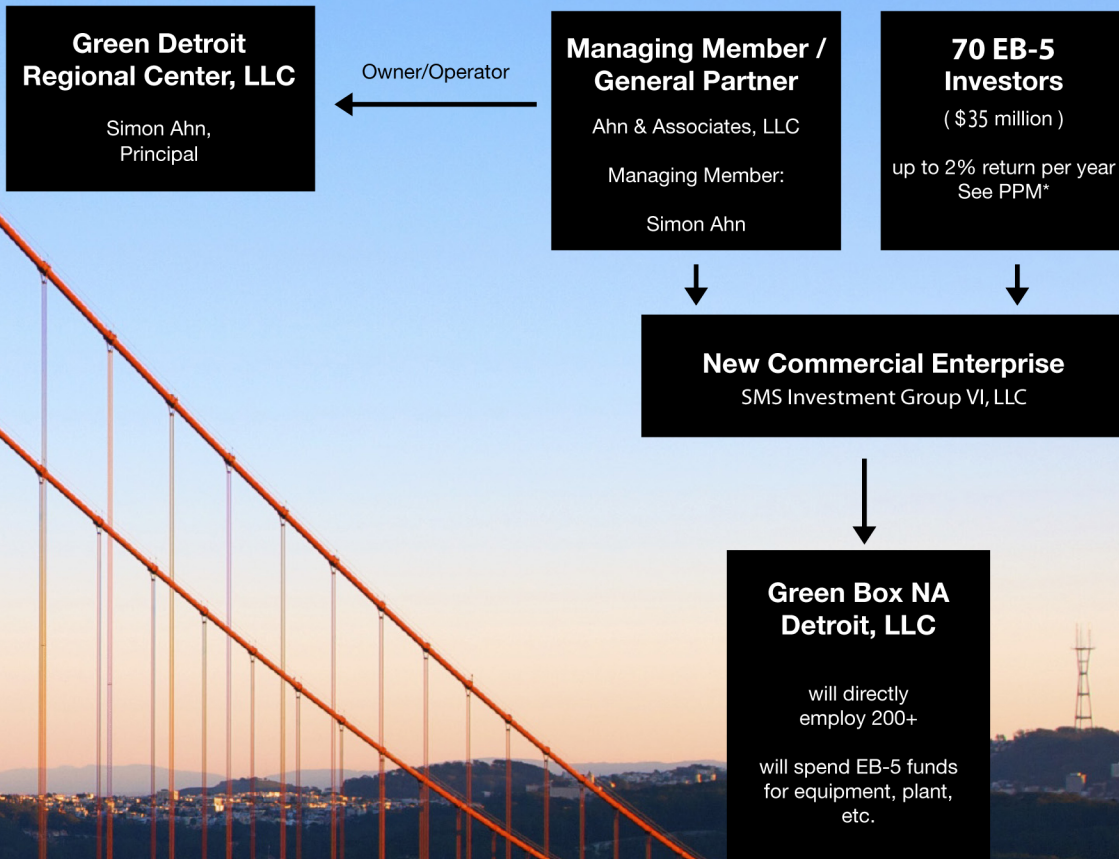 Green Detroit
Regional Center, LLC
Simon Ahn,
Principal
Owner/Operator
Managing Member /
General Partner
Ahn & Associates, LLC
Managing Member:
Simon Ahn
70 EB-5
Investors
( $35 million )
up to 2% return per year
See PPM*
New Commercial Enterprise
SMS Investment Group VI, LLC
Green Box NA
Detroit, LLC
will directly
employ 200+
will spend EB-5 funds
for equipment, plant,
etc.